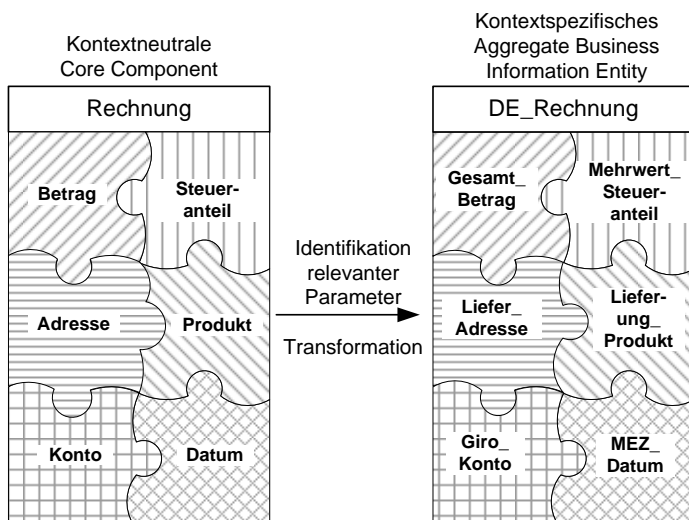 Kontextneutrale
Core Component
Rechnung
Betrag
Steuer-
anteil
Adresse
Produkt
Konto
Datum
Identifikation
relevanter
Parameter
Transformation
Kontextspezifisches
Aggregate Business
Information Entity
DE_Rechnung
Gesamt_
Betrag
Mehrwert_
Steuer-
anteil
Liefer_
Adresse
Liefer-
ung_
Produkt
Giro_
Konto
MEZ_
Datum